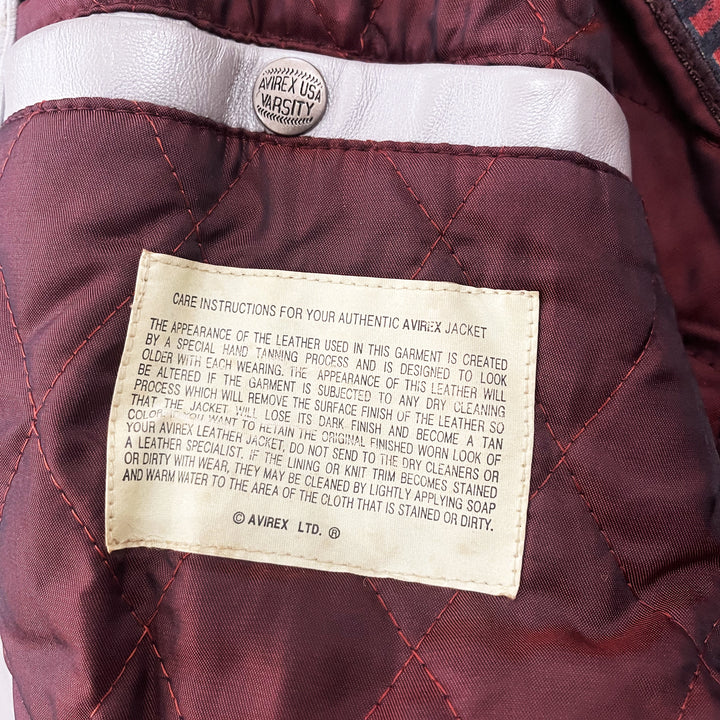 AVIREX USA
VARSITY
CARE INSTRUCTIONS FOR YOUR AUTHENTIC AVIREX JACKET
THE APPEARANCE OF THE LEATHER USED IN THIS GARMENT IS CREATED
BY A SPECIAL HAND TANNING PROCESS AND IS DESIGNED TO LOOK
OLDER WITH EACH WEARING. THE APPEARANCE OF THIS LEATHER WILL
BE ALTERED IF THE GARMENT IS SUBJECTED TO ANY DRY CLEANING
PROCESS WHICH WILL REMOVE THE SURFACE FINISH OF THE LEATHER SO
THAT THE JACKET WILL LOSE ITS DARK FINISH AND BECOME A TAN
COLOR. IF YOU WANT TO RETAIN THE ORIGINAL FINISHED WORN LOOK OF
YOUR AVIREX LEATHER JACKET, DO NOT SEND TO THE DRY CLEANERS OR
A LEATHER SPECIALIST. IF THE LINING OR KNIT TRIM BECOMES STAINED
OR DIRTY WITH WEAR, THEY MAY BE CLEANED BY LIGHTLY APPLYING SOAP
AND WARM WATER TO THE AREA OF THE CLOTH THAT IS STAINED OR DIRTY.
© AVIREX LTD. ®